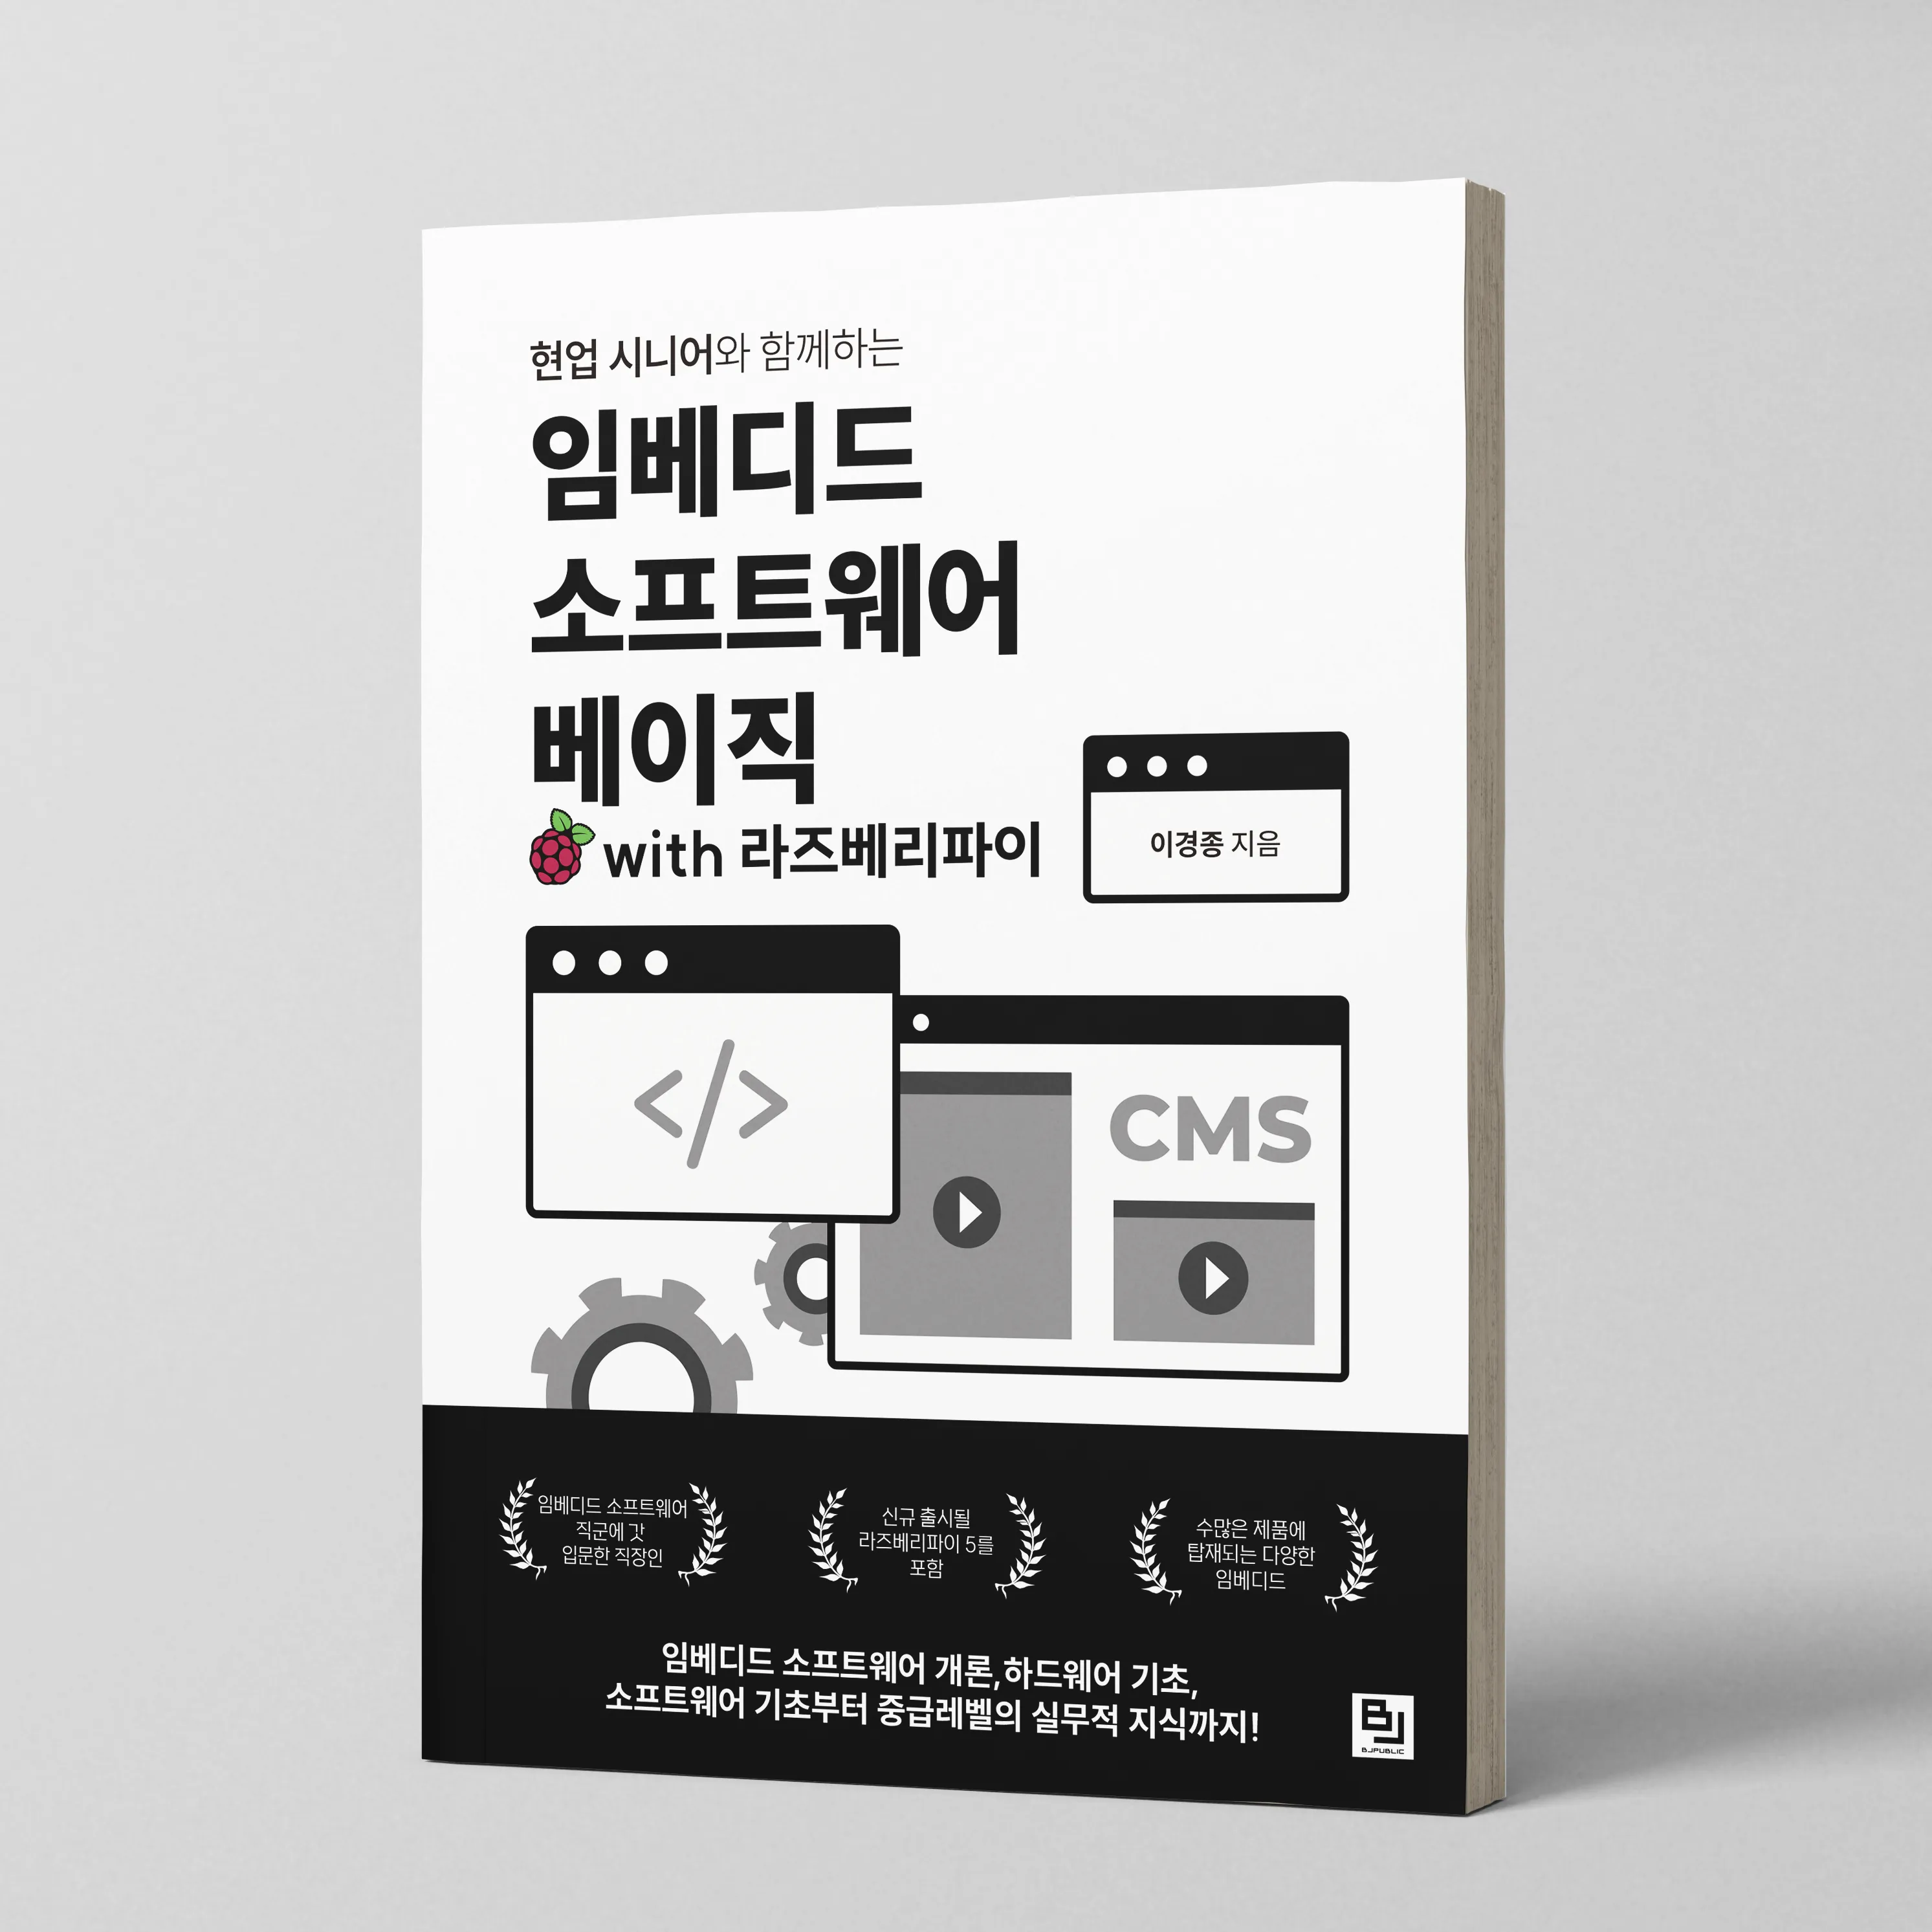 현업 시니어와 함께하는
임베디드
소프트웨어
베이직
with 라즈베리파이
이경종 지음
</>
CMS
임베디드 소프트웨어
직군에 갓
입문한 직장인
신규 출시될
라즈베리파이 5를
포함
수많은 제품에
탑재되는 다양한
임베디드
임베디드 소프트웨어 개론,하드웨어 기초,
소프트웨어 기초부터 중급레벨의 실무적 지식까지!
BJ
BJPUBLIC